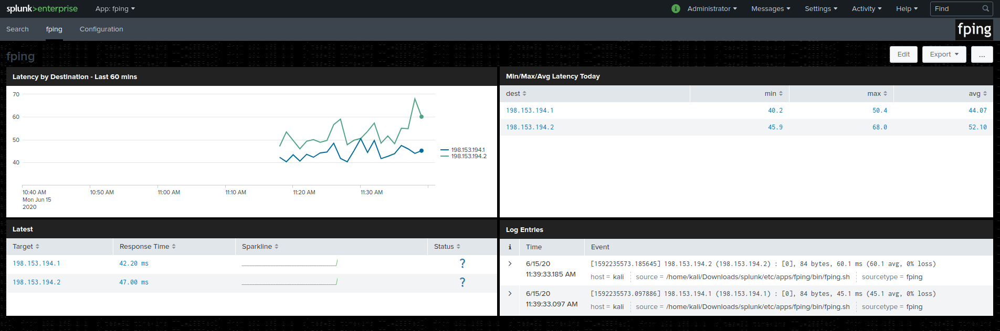 splunk>enterprise App: fping Administrator Messages Settings Activity Help Find
Search fping Configuration fping
fping Edit Export ...
Latency by Destination - Last 60 mins
70
60
50
40
10:40 AM 10:50 AM 11:00 AM 11:10 AM 11:20 AM 11:30 AM
Mon Jun 15
2020
198.153.194.1
198.153.194.2
Min/Max/Avg Latency Today
dest min max avg
198.153.194.1 40.2 50.4 44.07
198.153.194.2 45.9 68.0 52.10
Latest
Target Response Time Sparkline Status
198.153.194.1 42.20 ms ?
198.153.194.2 47.00 ms ?
Log Entries
i Time Event
6/15/20 [1592235573.185645] 198.153.194.2 (198.153.194.2) : [0], 84 bytes, 60.1 ms (60.1 avg, 0% loss)
11:39:33.185 AM host = kali source = /home/kali/Downloads/splunk/etc/apps/fping/bin/fping.sh sourcetype = fping
6/15/20 [1592235573.097886] 198.153.194.1 (198.153.194.1) : [0], 84 bytes, 45.1 ms (45.1 avg, 0% loss)
11:39:33.097 AM host = kali source = /home/kali/Downloads/splunk/etc/apps/fping/bin/fping.sh sourcetype = fping